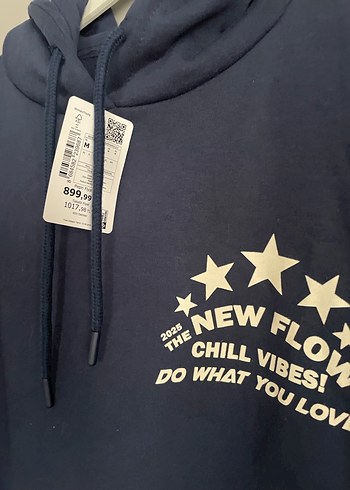 M
899,99
2025
THE NEW FLOW
CHILL VIBES!
DO WHAT YOU LOVE